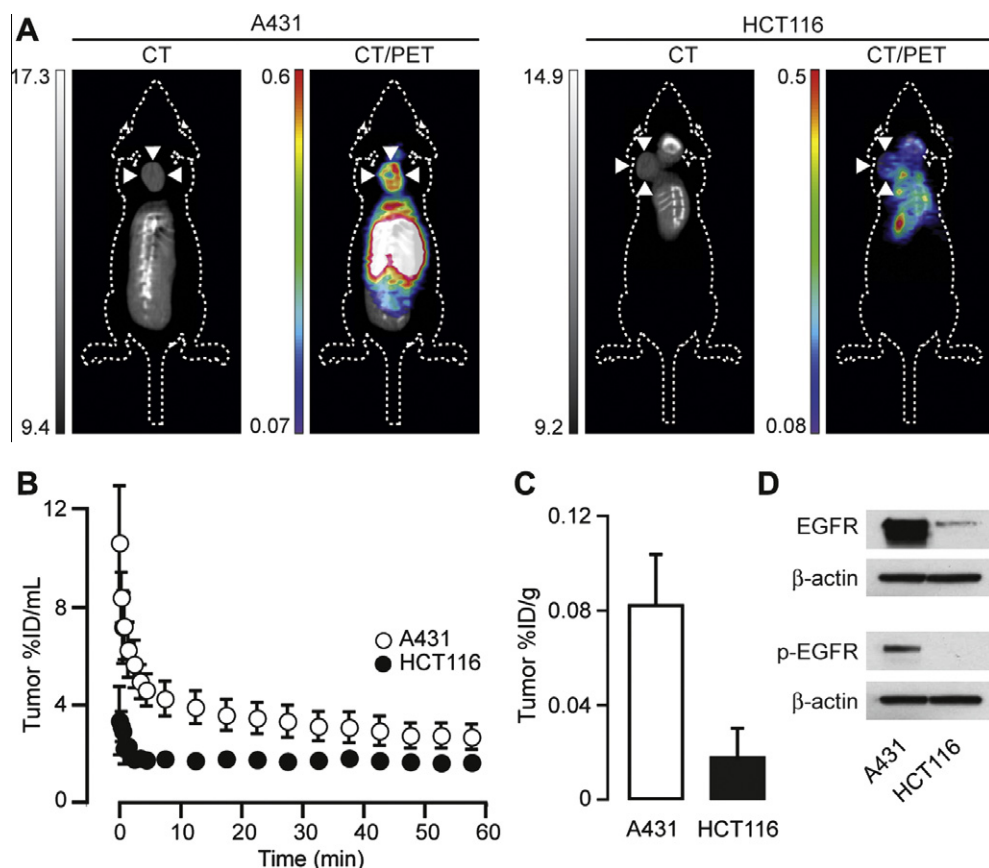 A
A431
HCT116
CT
CT/PET
CT
CT/PET
17.3
0.6
14.9
0.5
9.4
0.07
9.2
0.08
B
C
D
12
8
4
0
Tumor %ID/mL
A431
HCT116
0
10
20
30
40
50
60
Time (min)
0.12
0.08
0.04
0
Tumor %ID/g
A431
HCT116
EGFR
β-actin
p-EGFR
β-actin
A431
HCT116